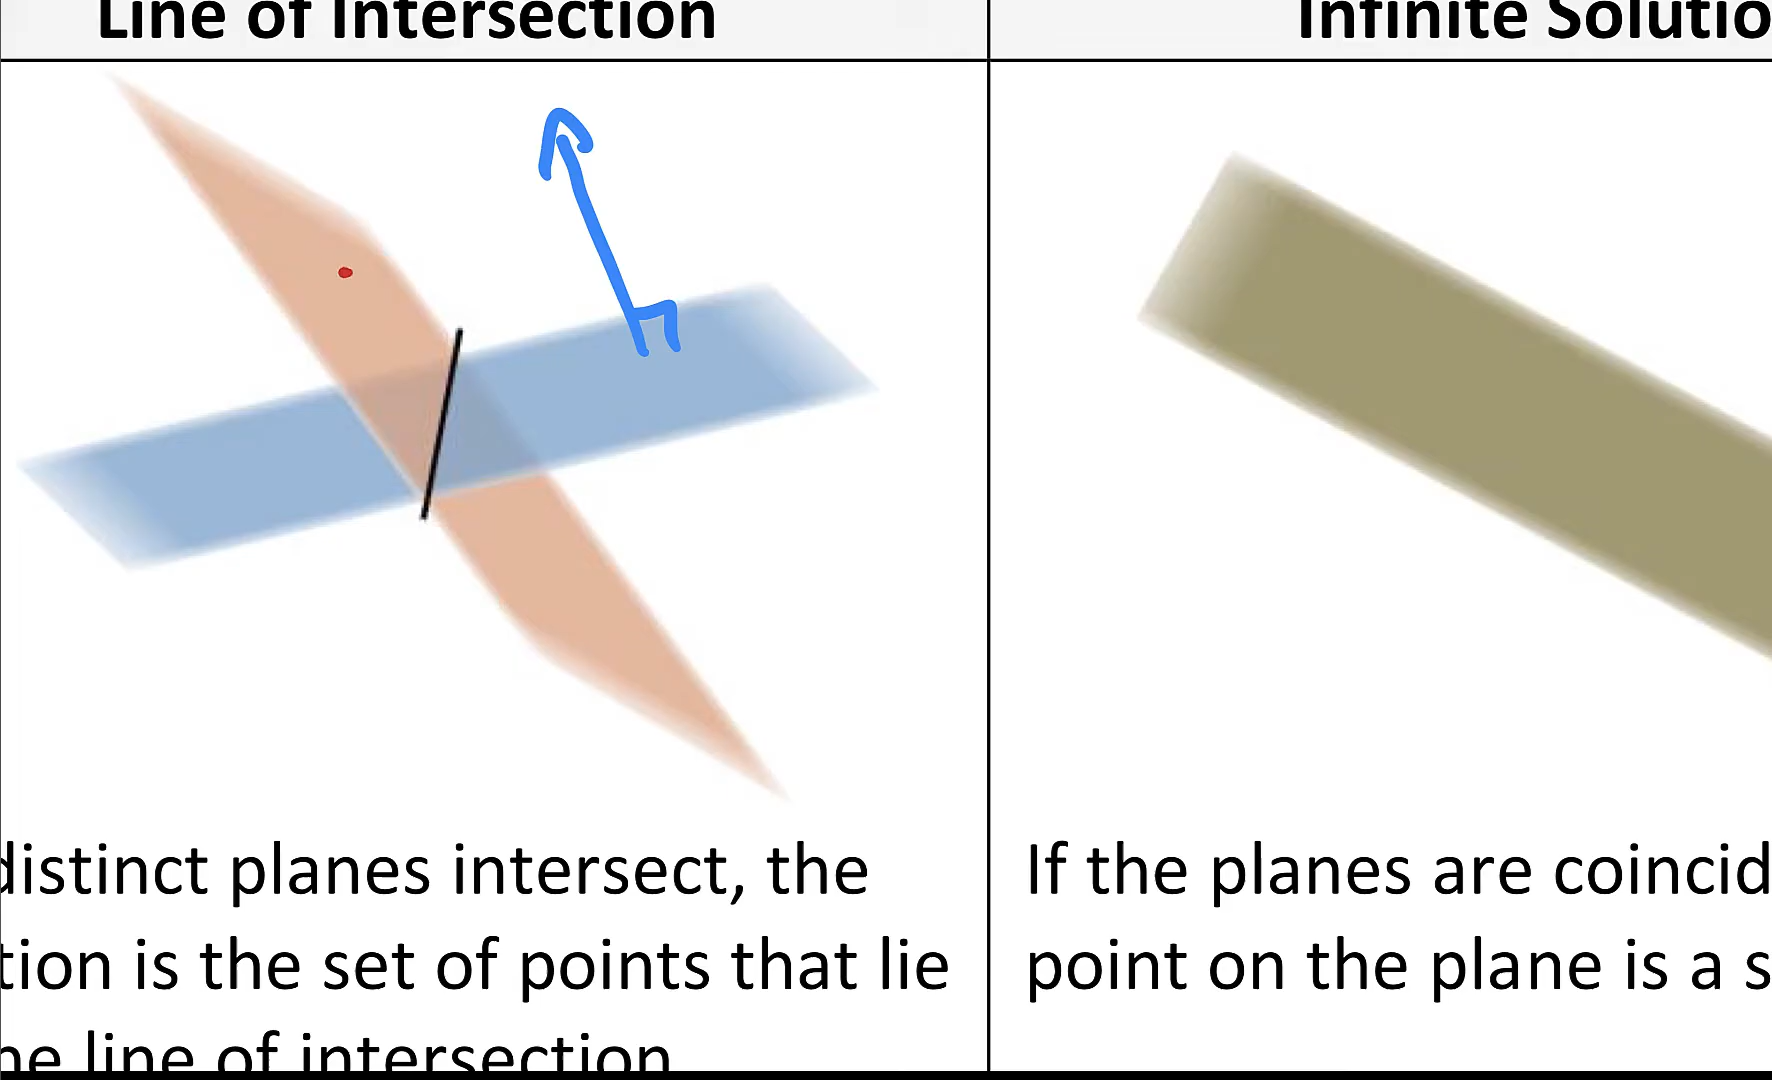 Line of Intersection
Infinite Solutio
distinct planes intersect, the
tion is the set of points that lie
he line of intersection
If the planes are coincid
point on the plane is a s